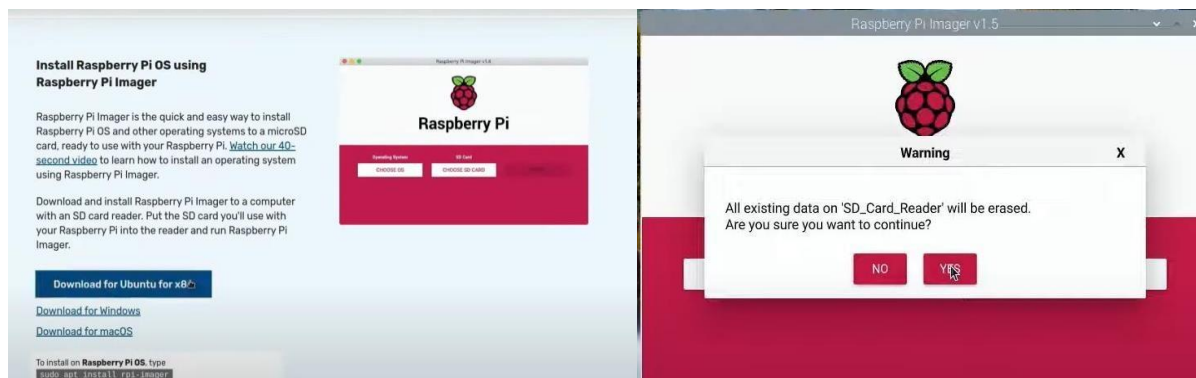 Install Raspberry Pi OS using
Raspberry Pi Imager
Raspberry Pi Imager is the quick and easy way to install
Raspberry Pi OS and other operating systems to a microSD
card, ready to use with your Raspberry Pi. Watch our 40-
second video to learn how to install an operating system
using Raspberry Pi Imager.
Download and install Raspberry Pi Imager to a computer
with an SD card reader. Put the SD card you'll use with
your Raspberry Pi into the reader and run Raspberry Pi
Imager.
Download for Ubuntu for x8
Download for Windows
Download for macOS
To install on Raspberry Pi OS, type
sudo apt install rpi-imager
Raspberry Pi
Operating System
SD Card
CHOOSE OS
CHOOSE SD CARD
Raspberry Pi Imager v1.5
Warning
X
All existing data on 'SD_Card_Reader' will be erased.
Are you sure you want to continue?
NO
YES